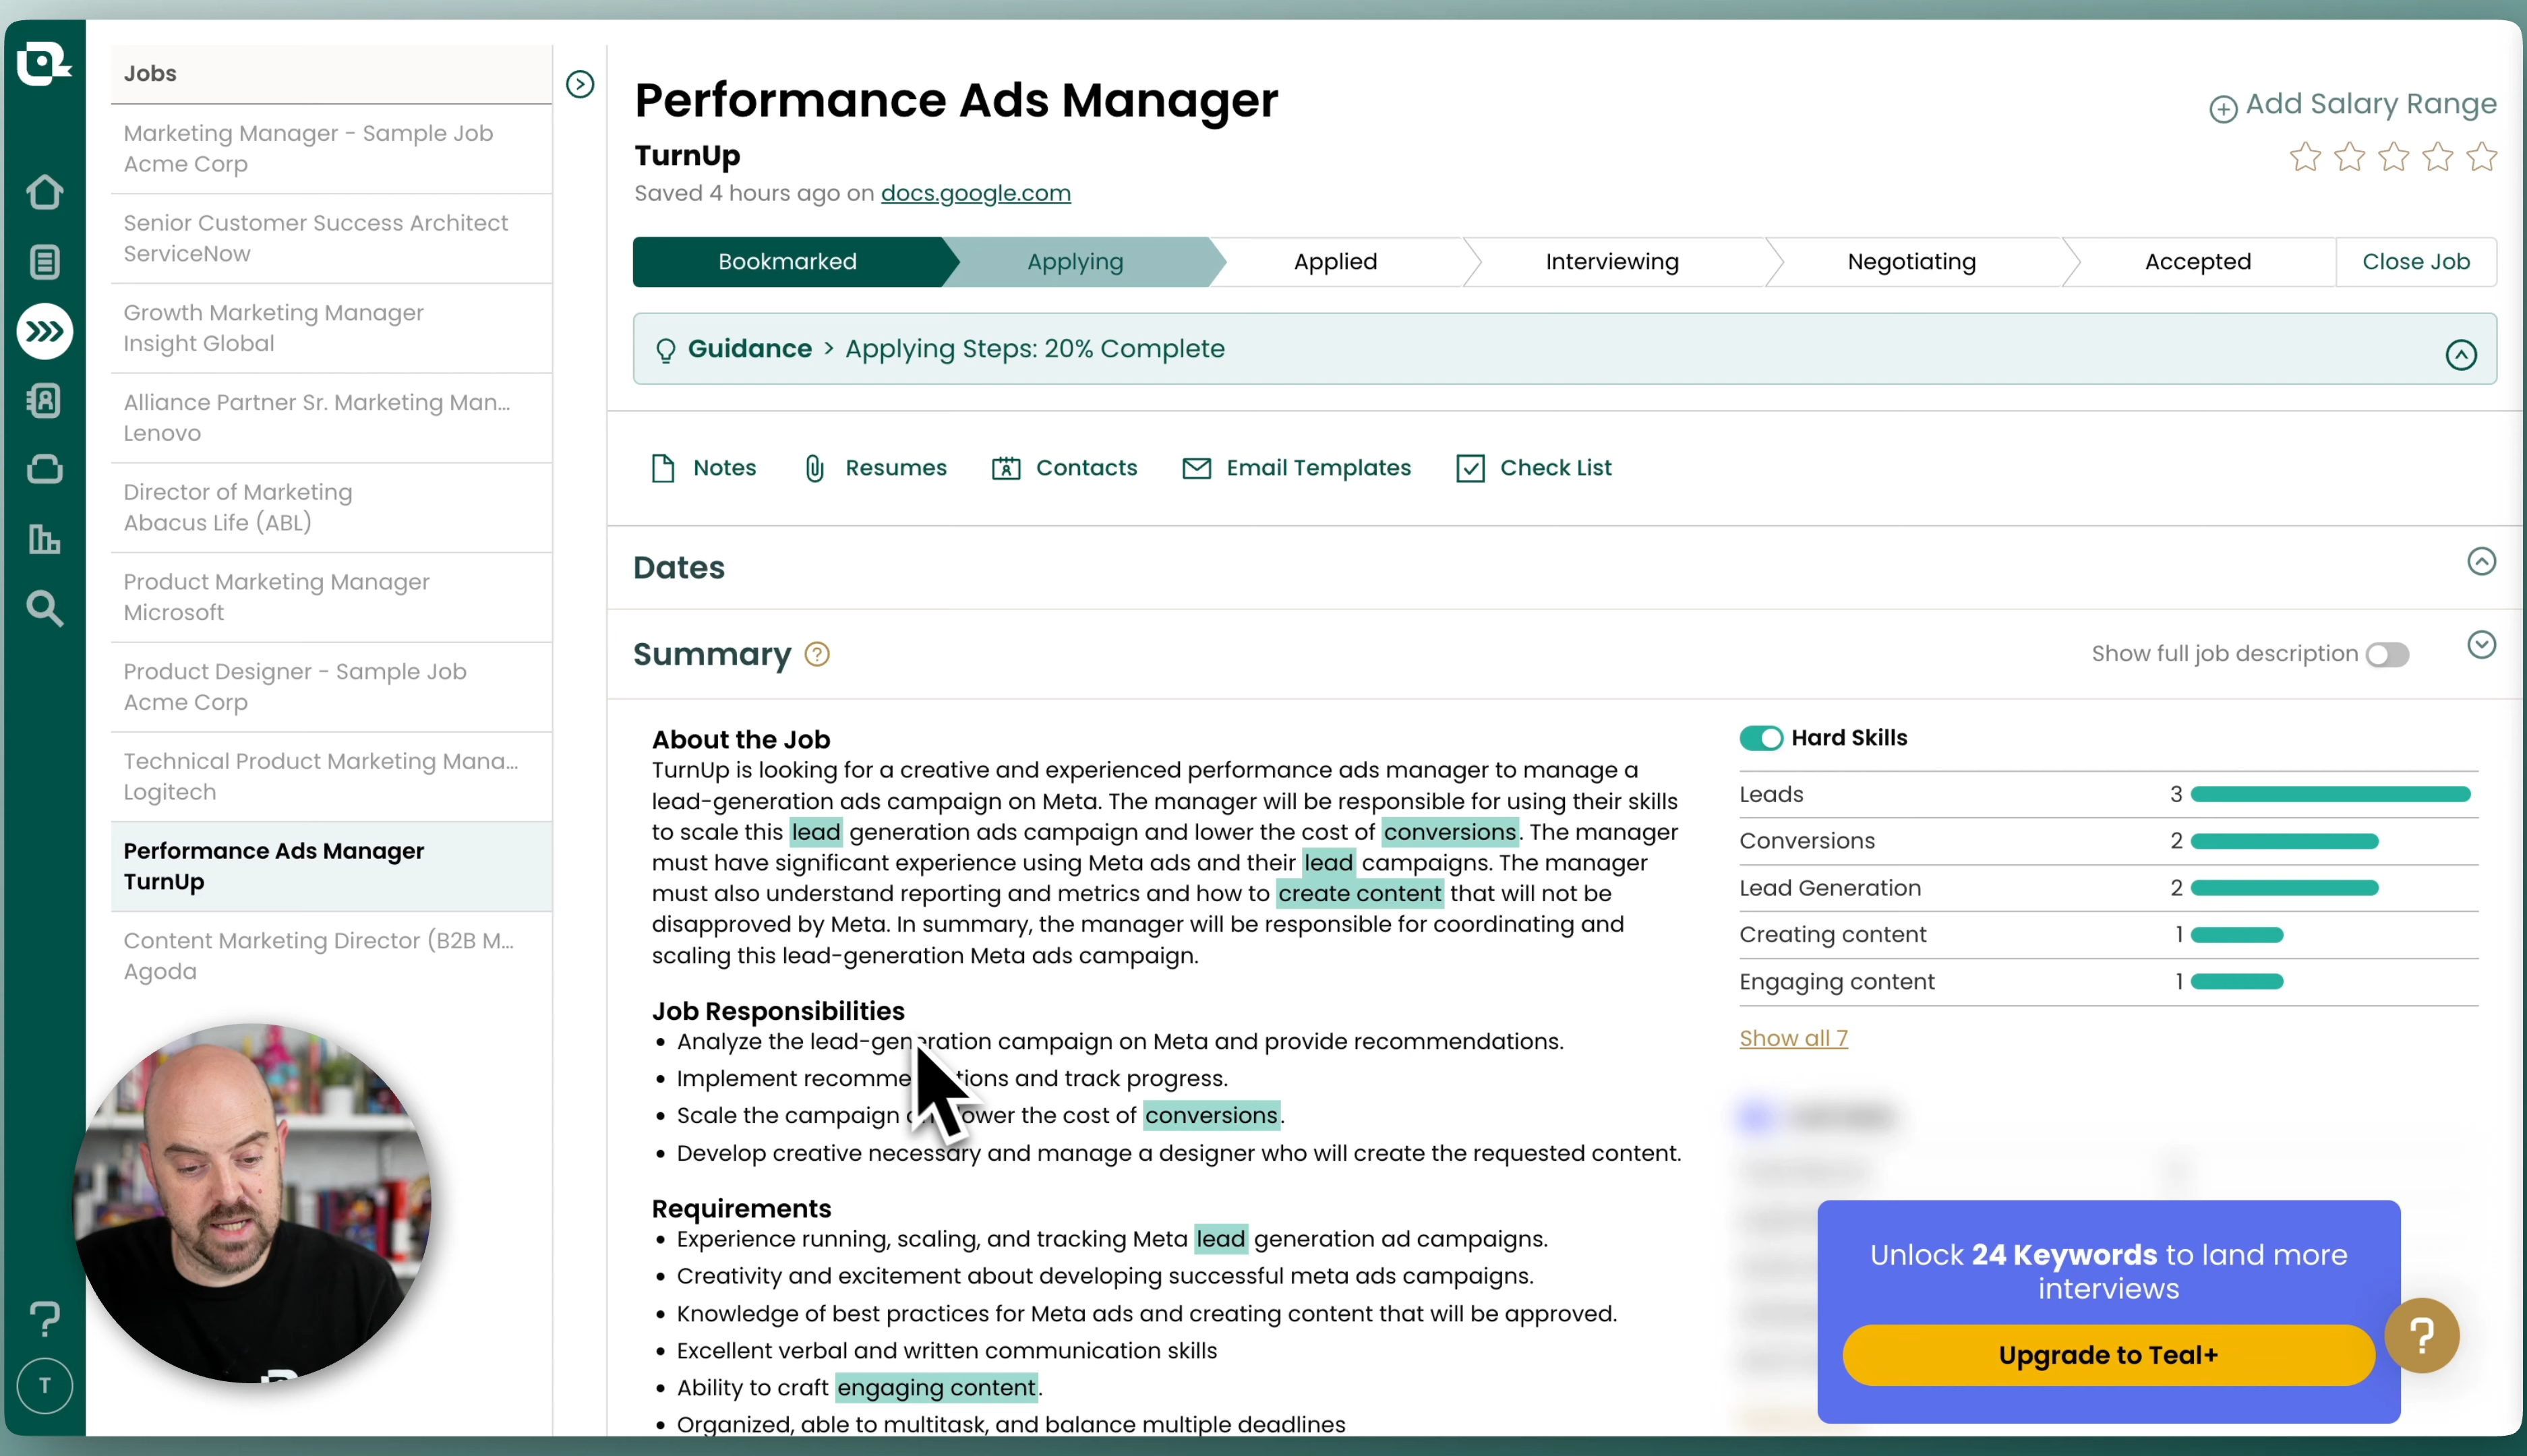 Jobs
Marketing Manager - Sample Job
Acme Corp
Senior Customer Success Architect
ServiceNow
Growth Marketing Manager
Insight Global
Alliance Partner Sr. Marketing Man...
Lenovo
Director of Marketing
Abacus Life (ABL)
Product Marketing Manager
Microsoft
Product Designer - Sample Job
Acme Corp
Technical Product Marketing Mana...
Logitech
Performance Ads Manager
TurnUp
Content Marketing Director (B2B M...
Agoda
?
T
Performance Ads Manager
Add Salary Range
TurnUp
Saved 4 hours ago on docs.google.com
Bookmarked
Applying
Applied
Interviewing
Negotiating
Accepted
Close Job
Guidance > Applying Steps: 20% Complete
Notes
Resumes
Contacts
Email Templates
Check List
Dates
Summary ?
Show full job description
About the Job
TurnUp is looking for a creative and experienced performance ads manager to manage a
lead-generation ads campaign on Meta. The manager will be responsible for using their skills
to scale this lead generation ads campaign and lower the cost of conversions. The manager
must have significant experience using Meta ads and their lead campaigns. The manager
must also understand reporting and metrics and how to create content that will not be
disapproved by Meta. In summary, the manager will be responsible for coordinating and
scaling this lead-generation Meta ads campaign.
Job Responsibilities
• Analyze the lead-generation campaign on Meta and provide recommendations.
• Implement recommendations and track progress.
• Scale the campaign and lower the cost of conversions.
• Develop creative necessary and manage a designer who will create the requested content.
Requirements
• Experience running, scaling, and tracking Meta lead generation ad campaigns.
• Creativity and excitement about developing successful meta ads campaigns.
• Knowledge of best practices for Meta ads and creating content that will be approved.
• Excellent verbal and written communication skills
• Ability to craft engaging content.
• Organized, able to multitask, and balance multiple deadlines
Hard Skills
Leads 3
Conversions 2
Lead Generation 2
Creating content 1
Engaging content 1
Show all 7
Unlock 24 Keywords to land more
interviews
Upgrade to Teal+
?